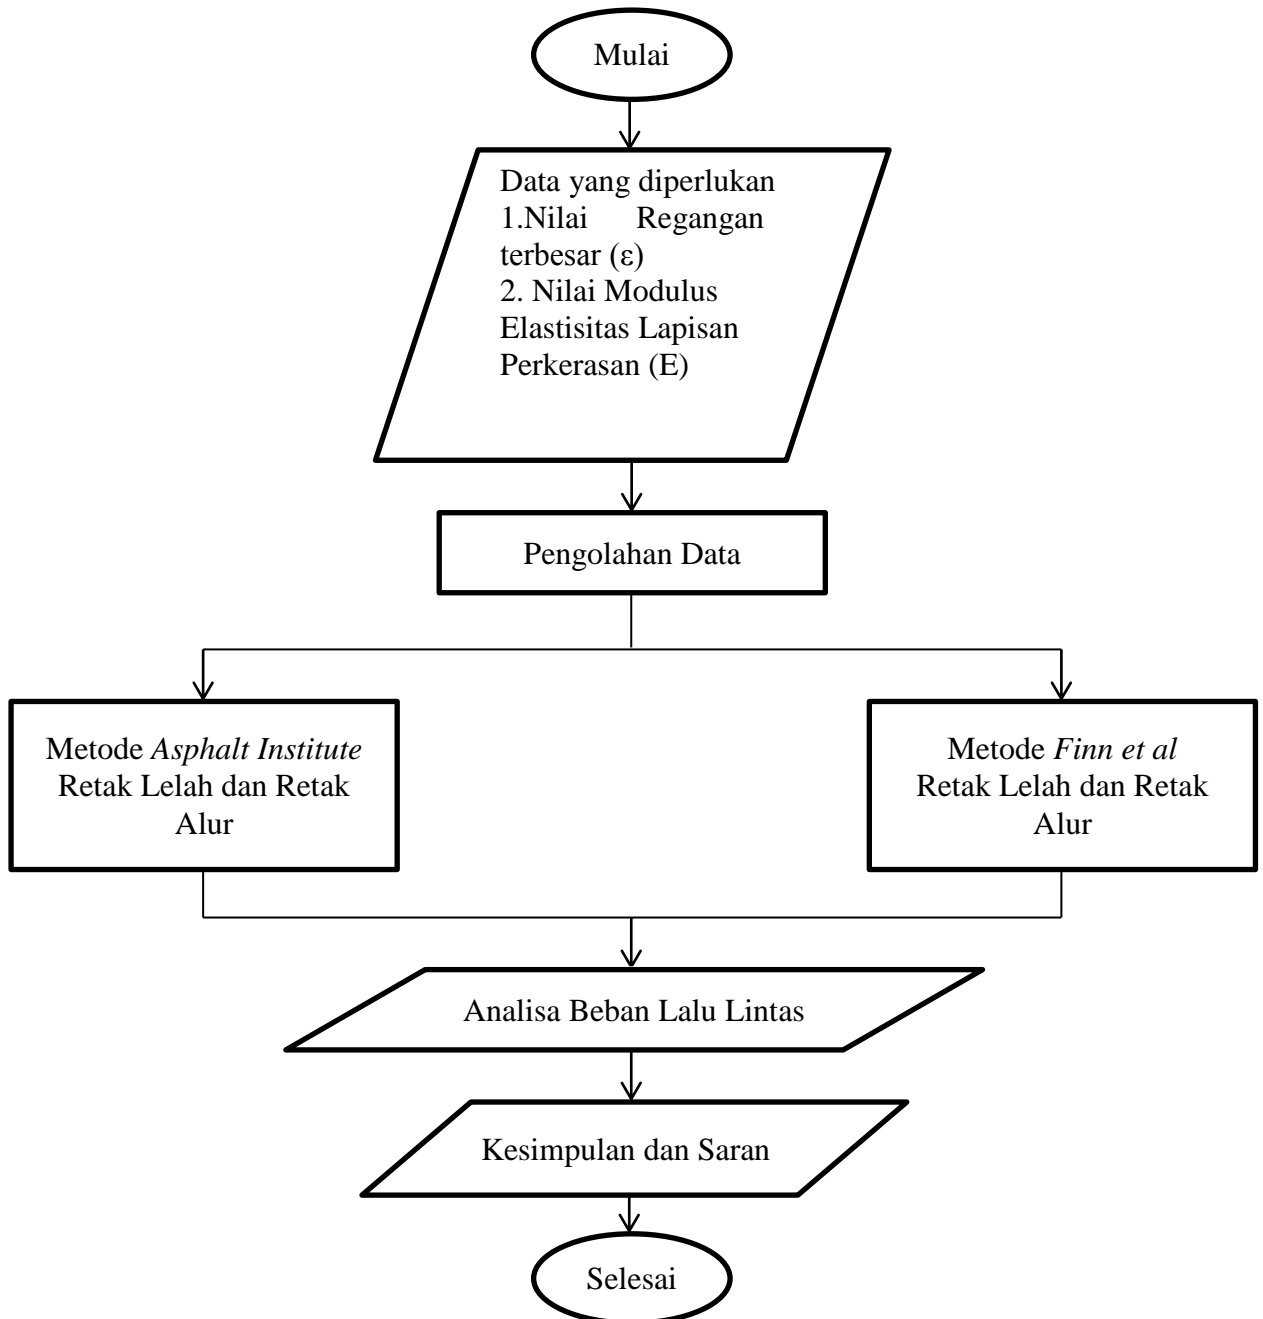 Mulai
Data yang diperlukan
1.Nilai Regangan
terbesar (ε)
2. Nilai Modulus
Elastisitas Lapisan
Perkerasan (E)
Pengolahan Data
Metode Asphalt Institute
Retak Lelah dan Retak
Alur
Metode Finn et al
Retak Lelah dan Retak
Alur
Analisa Beban Lalu Lintas
Kesimpulan dan Saran
Selesai